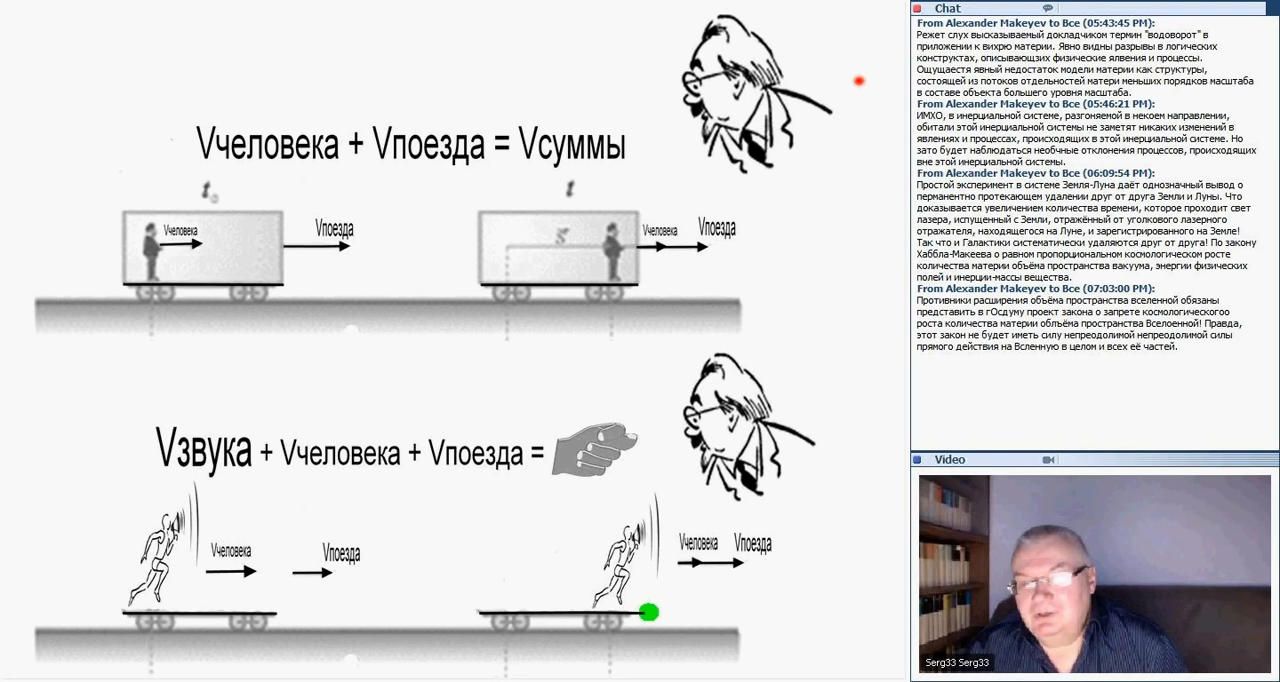 Vчеловека + Vпоезда = Vсуммы
t₀
t
Vчеловека
Vпоезда
S
Vчеловека
Vпоезда
Vзвука + Vчеловека + Vпоезда =
Vчеловека
Vпоезда
Vчеловека
Vпоезда
Chat
From Alexander Makeyev to Все (05:43:45 PM):
Режет слух высказываемый докладчиком термин "водоворот" в
приложении к вихрю материи. Явно видны разрывы в логических
конструктах, описывающзих физические ялвения и процессы.
Ощущаестя явный недостаток модели материи как структуры,
состоящей из потоков отдельностей матери меньших порядков масштаба
в составе объекта большего уровня масштаба.
From Alexander Makeyev to Все (05:46:21 PM):
ИМХО, в инерциальной системе, разгоняемой в некоем направлении,
обитали этой инерциальной системы не заметят никаких изменений в
явлениях и процессах, происходящих в этой инерциальной системе. Но
зато будет наблюдаться необчные отклонения процессов, происходящих
вне этой инерциальной системы.
From Alexander Makeyev to Все (06:09:54 PM):
Простой эксперимент в системе Земля-Луна даёт однозначный вывод о
перманентно протекающем удалении друг от друга Земли и Луны. Что
доказывается увеличением количества времени, которое проходит свет
лазера, испущенный с Земли, отражённый от уголкового лазерного
отражателя, находящегося на Луне, и зарегистрированного на Земле!
Так что и Галактики систематически удаляются друг от друга! По закону
Хаббла-Макеева о равном пропорциональном космологическом росте
количества материи объёма пространства вакуума, энергии физических
полей и инерции-массы вещества.
From Alexander Makeyev to Все (07:03:00 PM):
Противники расширения объёма пространства вселенной обязаны
представить в гОсдуму проект закона о запрете космологическогоо
роста количества материи облъёма пространства Вселоенной! Правда,
этот закон не будет иметь силу непреодолимой непреодолимой силы
прямого действия на Всленную в целом и всех её частей.
Video
Serg33 Serg33